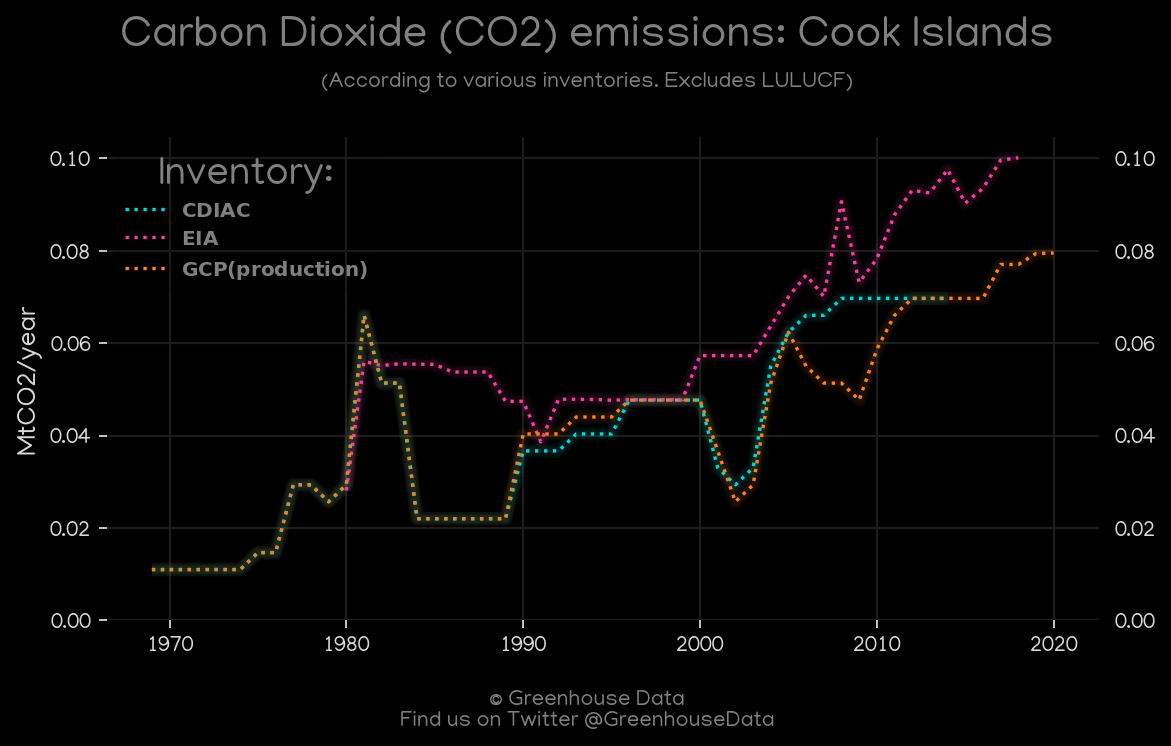 Carbon Dioxide (CO2) emissions: Cook Islands
(According to various inventories. Excludes LULUCF)
Inventory:
CDIAC
EIA
GCP(production)
MtCO2/year
0.10 0.10
0.08 0.08
0.06 0.06
0.04 0.04
0.02 0.02
0.00 0.00
1970 1980 1990 2000 2010 2020
© Greenhouse Data
Find us on Twitter @GreenhouseData